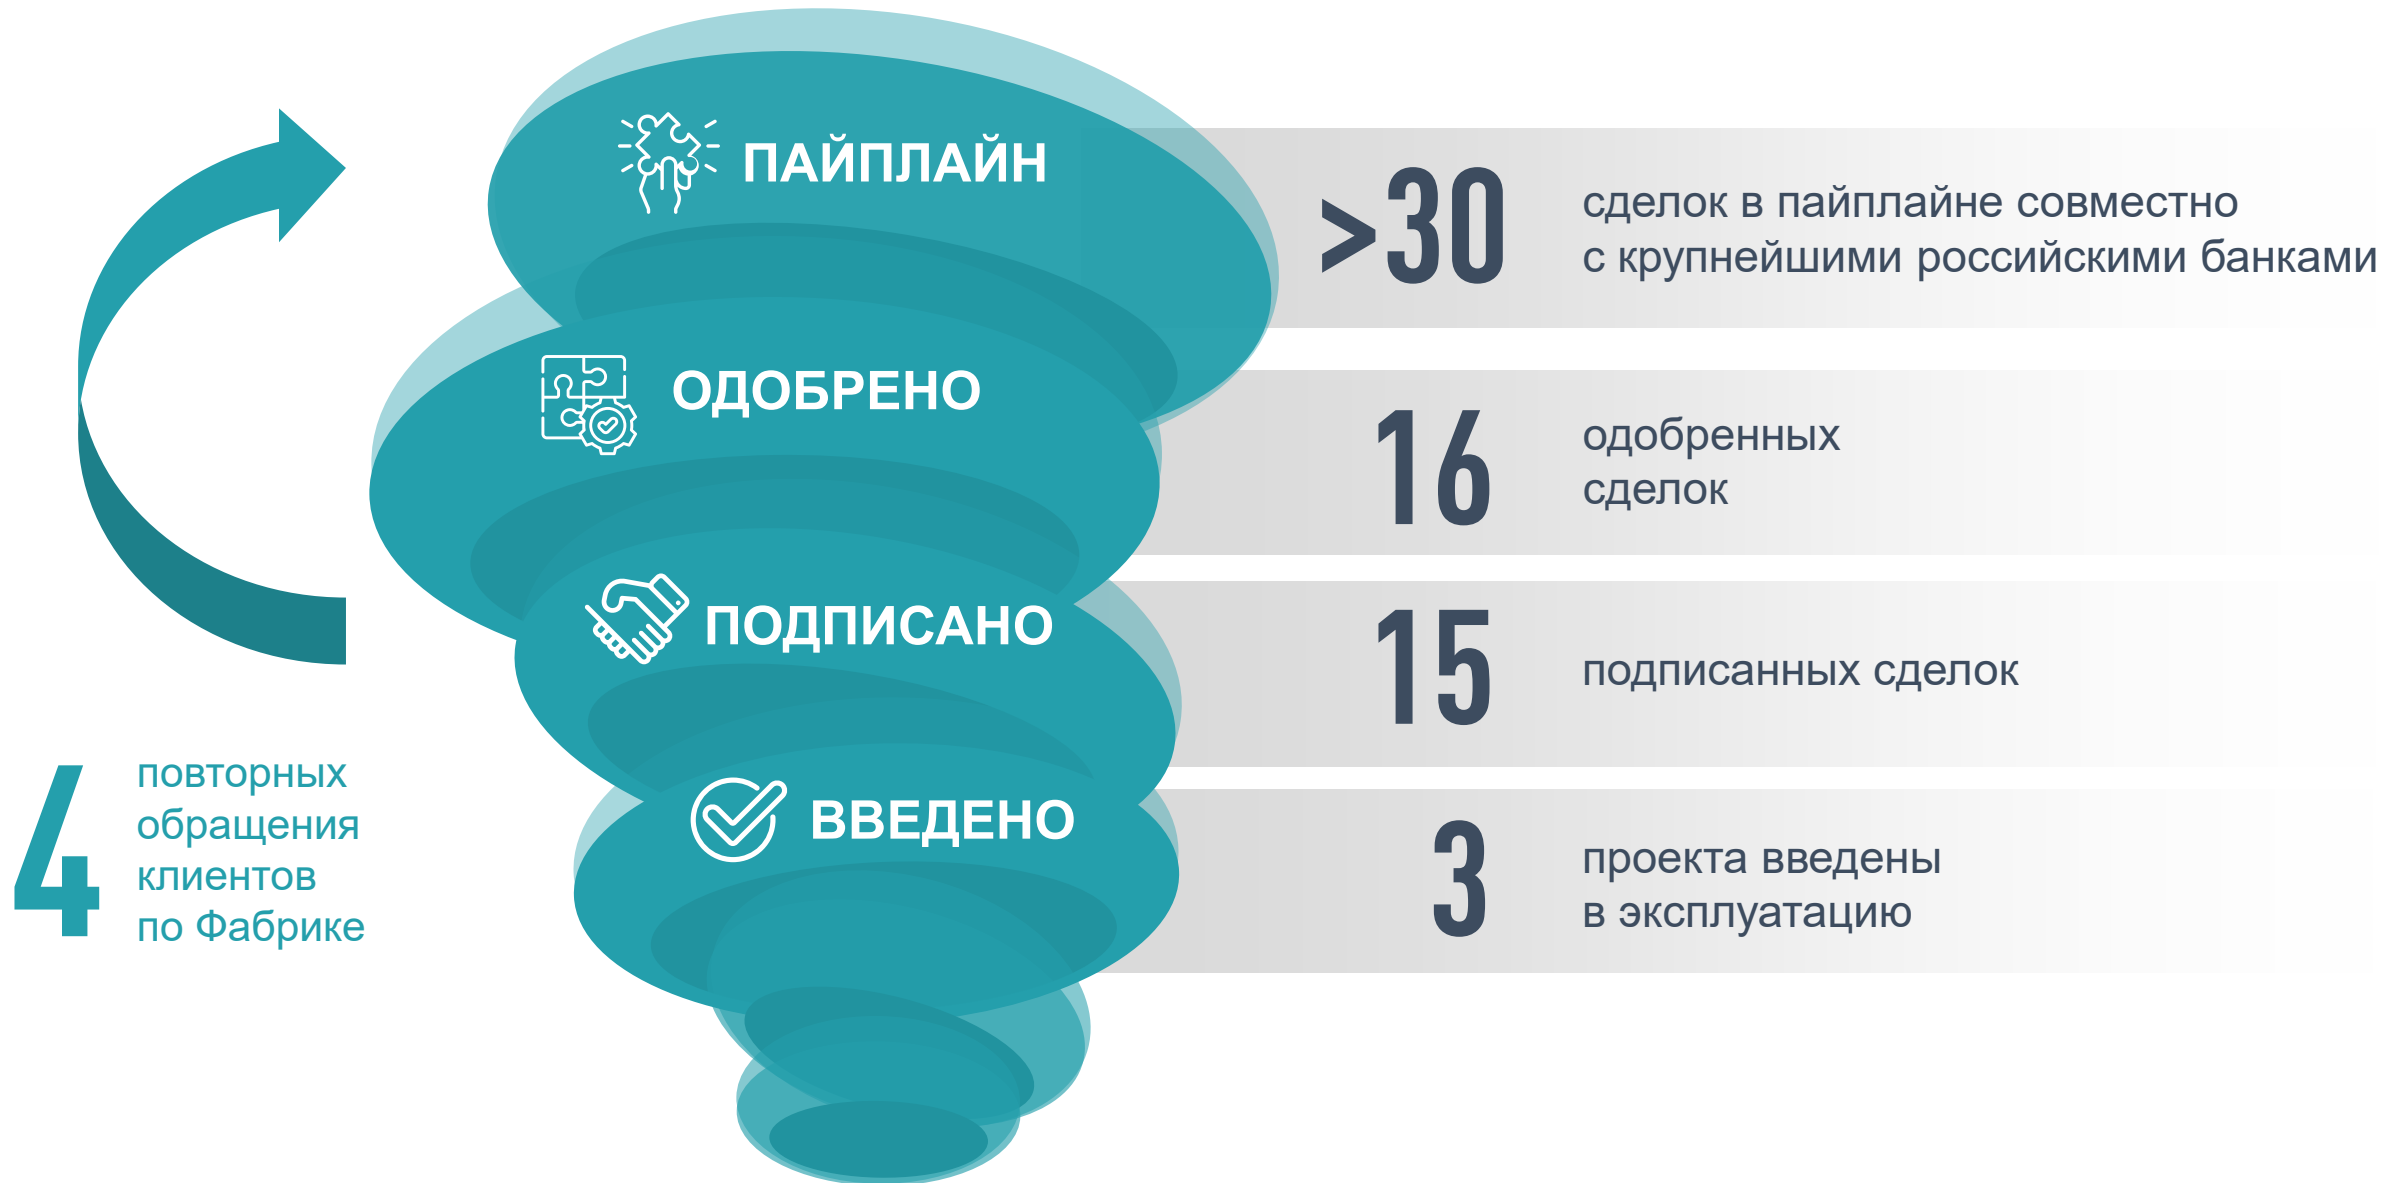 ПАЙПЛАЙН
>30
сделок в пайплайне совместно
с крупнейшими российскими банками
ОДОБРЕНО
16
одобренных
сделок
ПОДПИСАНО
15
подписанных сделок
ВВЕДЕНО
3
проекта введены
в эксплуатацию
4
повторных
обращения
клиентов
по Фабрике